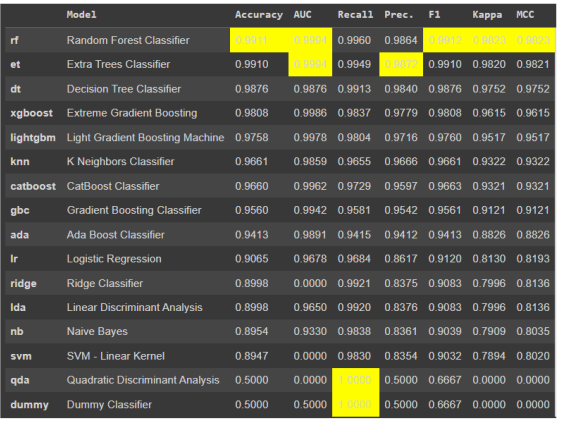 Model Accuracy AUC Recall Prec. F1 Kappa MCC
rf Random Forest Classifier 0.9911 0.9994 0.9960 0.9864 0.9912 0.9823 0.9823
et Extra Trees Classifier 0.9910 0.9994 0.9949 0.9872 0.9910 0.9820 0.9821
dt Decision Tree Classifier 0.9876 0.9876 0.9913 0.9840 0.9876 0.9752 0.9752
xgboost Extreme Gradient Boosting 0.9808 0.9986 0.9837 0.9779 0.9808 0.9615 0.9615
lightgbm Light Gradient Boosting Machine 0.9758 0.9978 0.9804 0.9716 0.9760 0.9517 0.9517
knn K Neighbors Classifier 0.9661 0.9859 0.9655 0.9666 0.9661 0.9322 0.9322
catboost CatBoost Classifier 0.9660 0.9962 0.9729 0.9597 0.9663 0.9321 0.9321
gbc Gradient Boosting Classifier 0.9560 0.9942 0.9581 0.9542 0.9561 0.9121 0.9121
ada Ada Boost Classifier 0.9413 0.9891 0.9415 0.9412 0.9413 0.8826 0.8826
lr Logistic Regression 0.9065 0.9678 0.9684 0.8617 0.9120 0.8130 0.8193
ridge Ridge Classifier 0.8998 0.0000 0.9921 0.8375 0.9083 0.7996 0.8136
lda Linear Discriminant Analysis 0.8998 0.9650 0.9920 0.8376 0.9083 0.7996 0.8136
nb Naive Bayes 0.8954 0.9330 0.9838 0.8361 0.9039 0.7909 0.8035
svm SVM - Linear Kernel 0.8947 0.0000 0.9830 0.8354 0.9032 0.7894 0.8020
qda Quadratic Discriminant Analysis 0.5000 0.0000 1.0000 0.5000 0.6667 0.0000 0.0000
dummy Dummy Classifier 0.5000 0.5000 1.0000 0.5000 0.6667 0.0000 0.0000